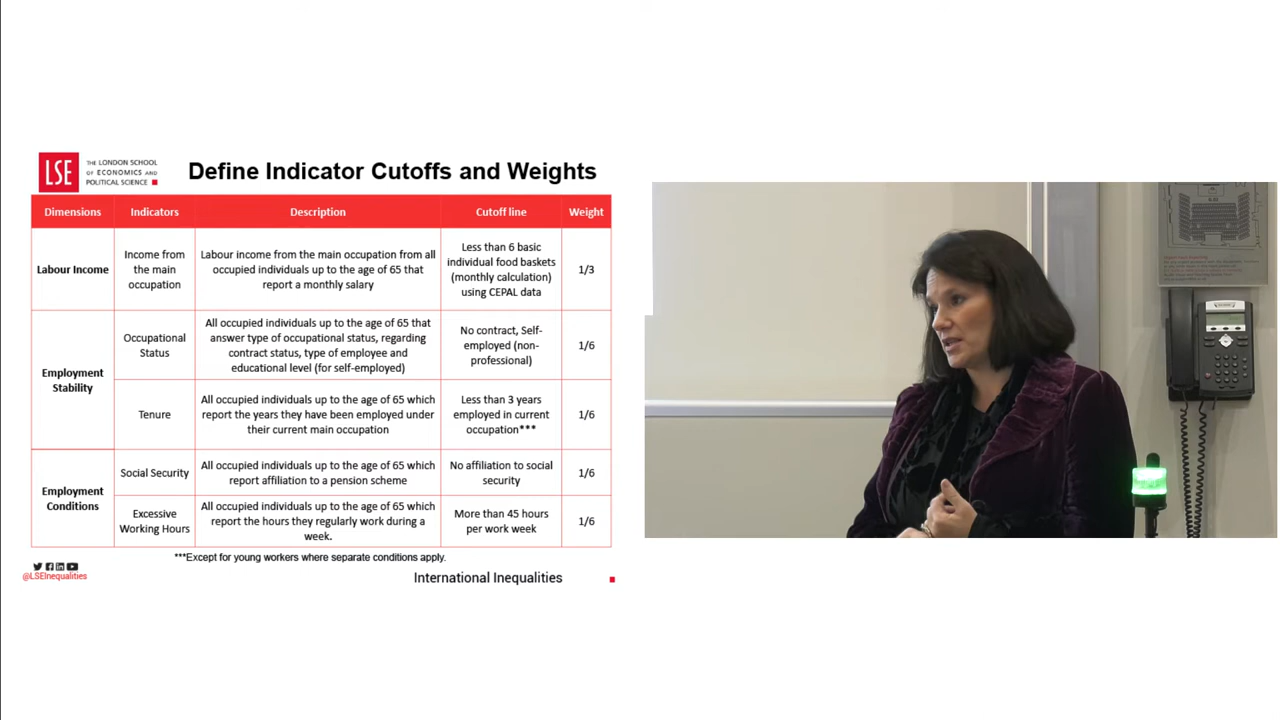 LSE
THE LONDON SCHOOL
OF ECONOMICS AND
POLITICAL SCIENCE
Define Indicator Cutoffs and Weights
Dimensions
Indicators
Description
Cutoff line
Weight
Labour Income
Income from
the main
occupation
Labour income from the main occupation from all
occupied individuals up to the age of 65 that
report a monthly salary
Less than 6 basic
individual food baskets
(monthly calculation)
using CEPAL data
1/3
Employment
Stability
Occupational
Status
All occupied individuals up to the age of 65 that
answer type of occupational status, regarding
contract status, type of employee and
educational level (for self-employed)
No contract, Self-
employed (non-
professional)
1/6
Tenure
All occupied individuals up to the age of 65 which
report the years they have been employed under
their current main occupation
Less than 3 years
employed in current
occupation***
1/6
Employment
Conditions
Social Security
All occupied individuals up to the age of 65 which
report affiliation to a pension scheme
No affiliation to social
security
1/6
Excessive
Working Hours
All occupied individuals up to the age of 65 which
report the hours they regularly work during a
week.
More than 45 hours
per work week
1/6
***Except for young workers where separate conditions apply.
@LSEInequalities
International Inequalities